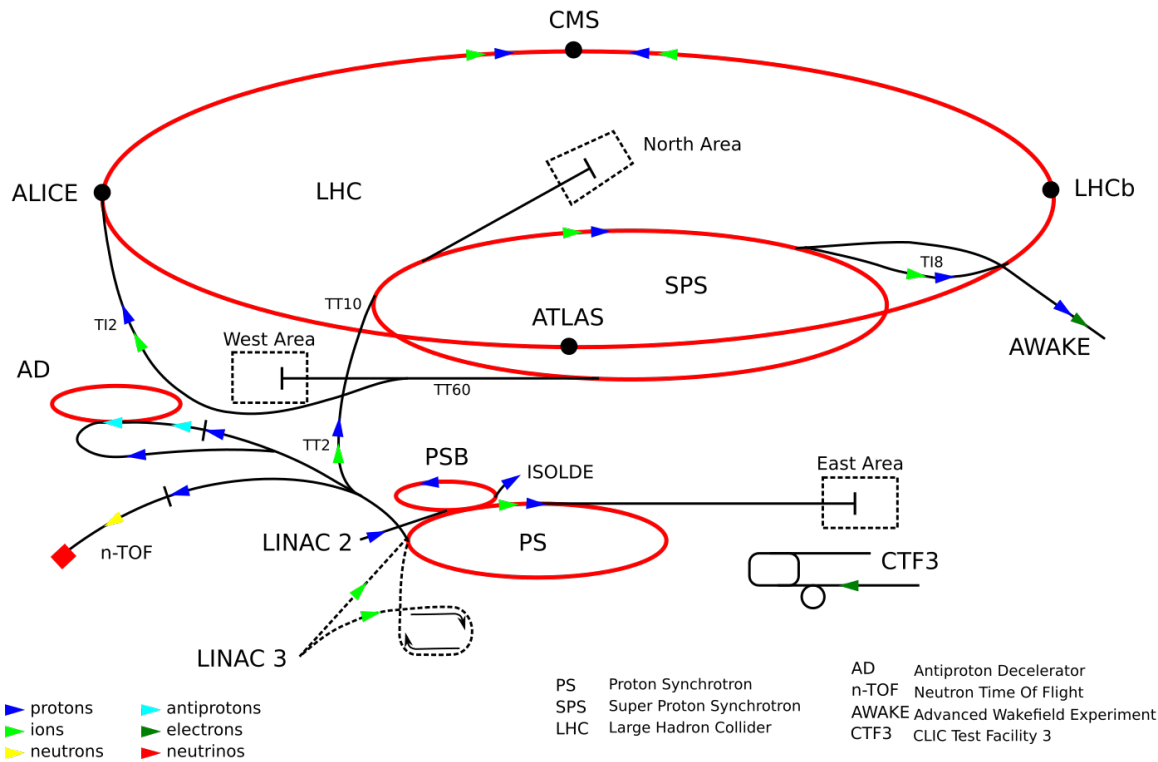 CMS
North Area
ALICE
LHC
LHCb
SPS
TI8
TT10
ATLAS
TI2
West Area
AWAKE
AD
TT60
TT2
PSB
ISOLDE
East Area
LINAC 2
PS
n-TOF
CTF3
LINAC 3
protons
ions
neutrons
antiprotons
electrons
neutrinos
PS Proton Synchrotron
SPS Super Proton Synchrotron
LHC Large Hadron Collider
AD Antiproton Decelerator
n-TOF Neutron Time Of Flight
AWAKE Advanced Wakefield Experiment
CTF3 CLIC Test Facility 3